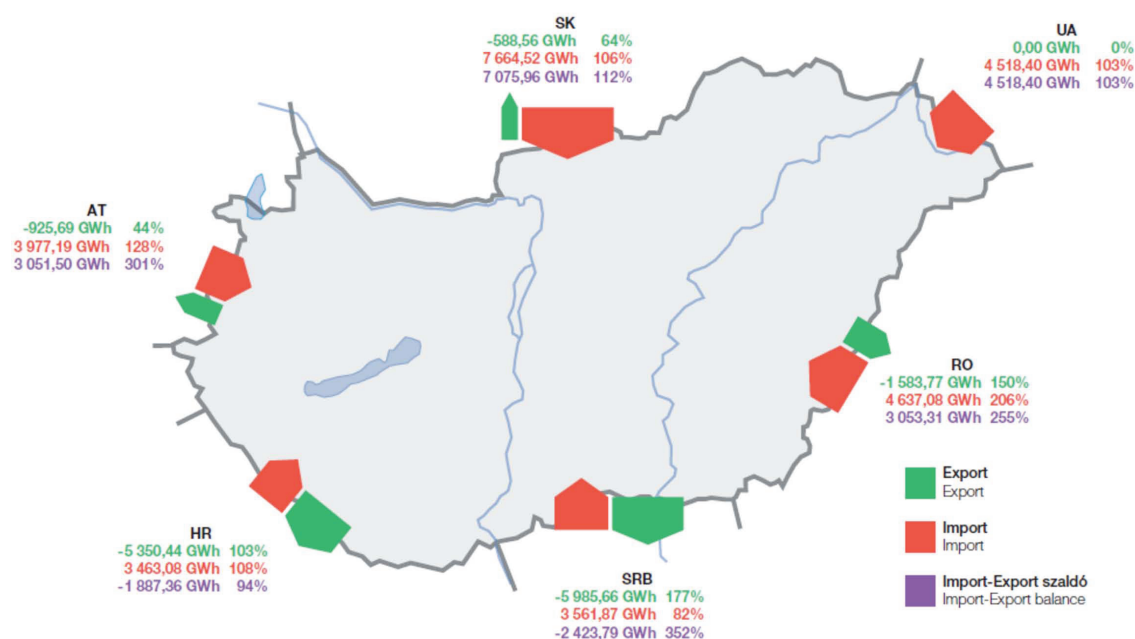 SK
-588,56 GWh 64%
7 664,52 GWh 106%
7 075,96 GWh 112%
UA
0,00 GWh 0%
4 518,40 GWh 103%
4 518,40 GWh 103%
AT
-925,69 GWh 44%
3 977,19 GWh 128%
3 051,50 GWh 301%
RO
-1 583,77 GWh 150%
4 637,08 GWh 206%
3 053,31 GWh 255%
HR
-5 350,44 GWh 103%
3 463,08 GWh 108%
-1 887,36 GWh 94%
SRB
-5 985,66 GWh 177%
3 561,87 GWh 82%
-2 423,79 GWh 352%
Export
Export
Import
Import
Import-Export szaldó
Import-Export balance